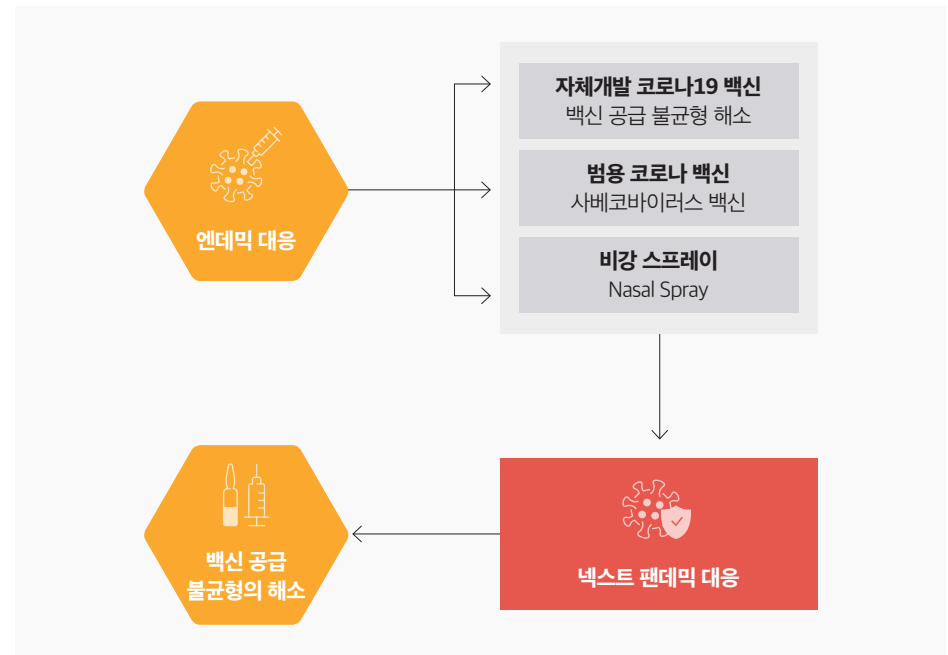 엔데믹 대응
자체개발 코로나19 백신
백신 공급 불균형 해소
범용 코로나 백신
사베코바이러스 백신
비강 스프레이
Nasal Spray
넥스트 팬데믹 대응
백신 공급
불균형의 해소